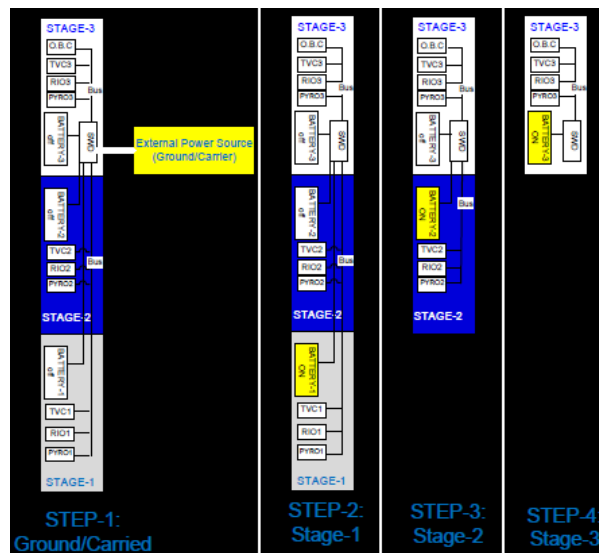 STAGE-3
O.B.C
TVC3
RIO3
Bus
PYRO3
BATTERY-3
off
SWD
External Power Source
(Ground/Carrier)
BATTERY-2
off
TVC2
RIO2
Bus
PYRO2
STAGE-2
BATTERY-1
off
TVC1
RIO1
PYRO1
STAGE-1
STEP-1:
Ground/Carried
STAGE-3
O.B.C
TVC3
RIO3
Bus
PYRO3
BATTERY-3
off
SWD
BATTERY-2
off
TVC2
RIO2
Bus
PYRO2
STAGE-2
BATTERY-1
ON
TVC1
RIO1
PYRO1
STAGE-1
STEP-2:
Stage-1
STAGE-3
O.B.C
TVC3
RIO3
Bus
PYRO3
BATTERY-3
off
SWD
BATTERY-2
ON
Bus
TVC2
RIO2
PYRO2
STAGE-2
STEP-3:
Stage-2
STAGE-3
O.B.C
TVC3
RIO3
Bus
PYRO3
BATTERY-3
ON
SWD
STEP-4:
Stage-3